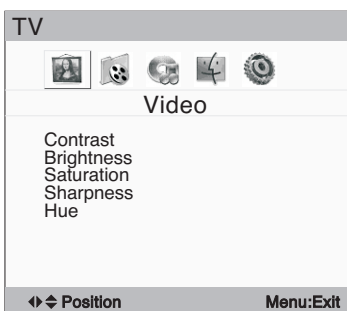 TV
Video
Contrast
Brightness
Saturation
Sharpness
Hue
Position Menu:Exit